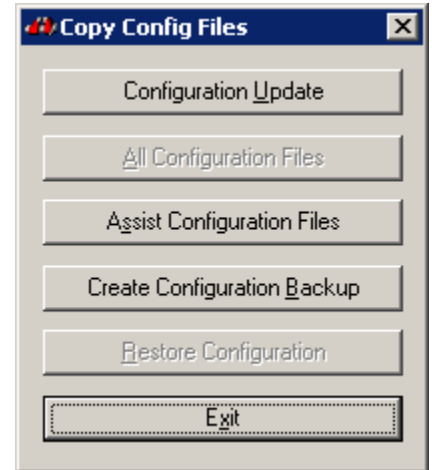 Copy Config Files
Configuration Update
All Configuration Files
Assist Configuration Files
Create Configuration Backup
Restore Configuration
Exit